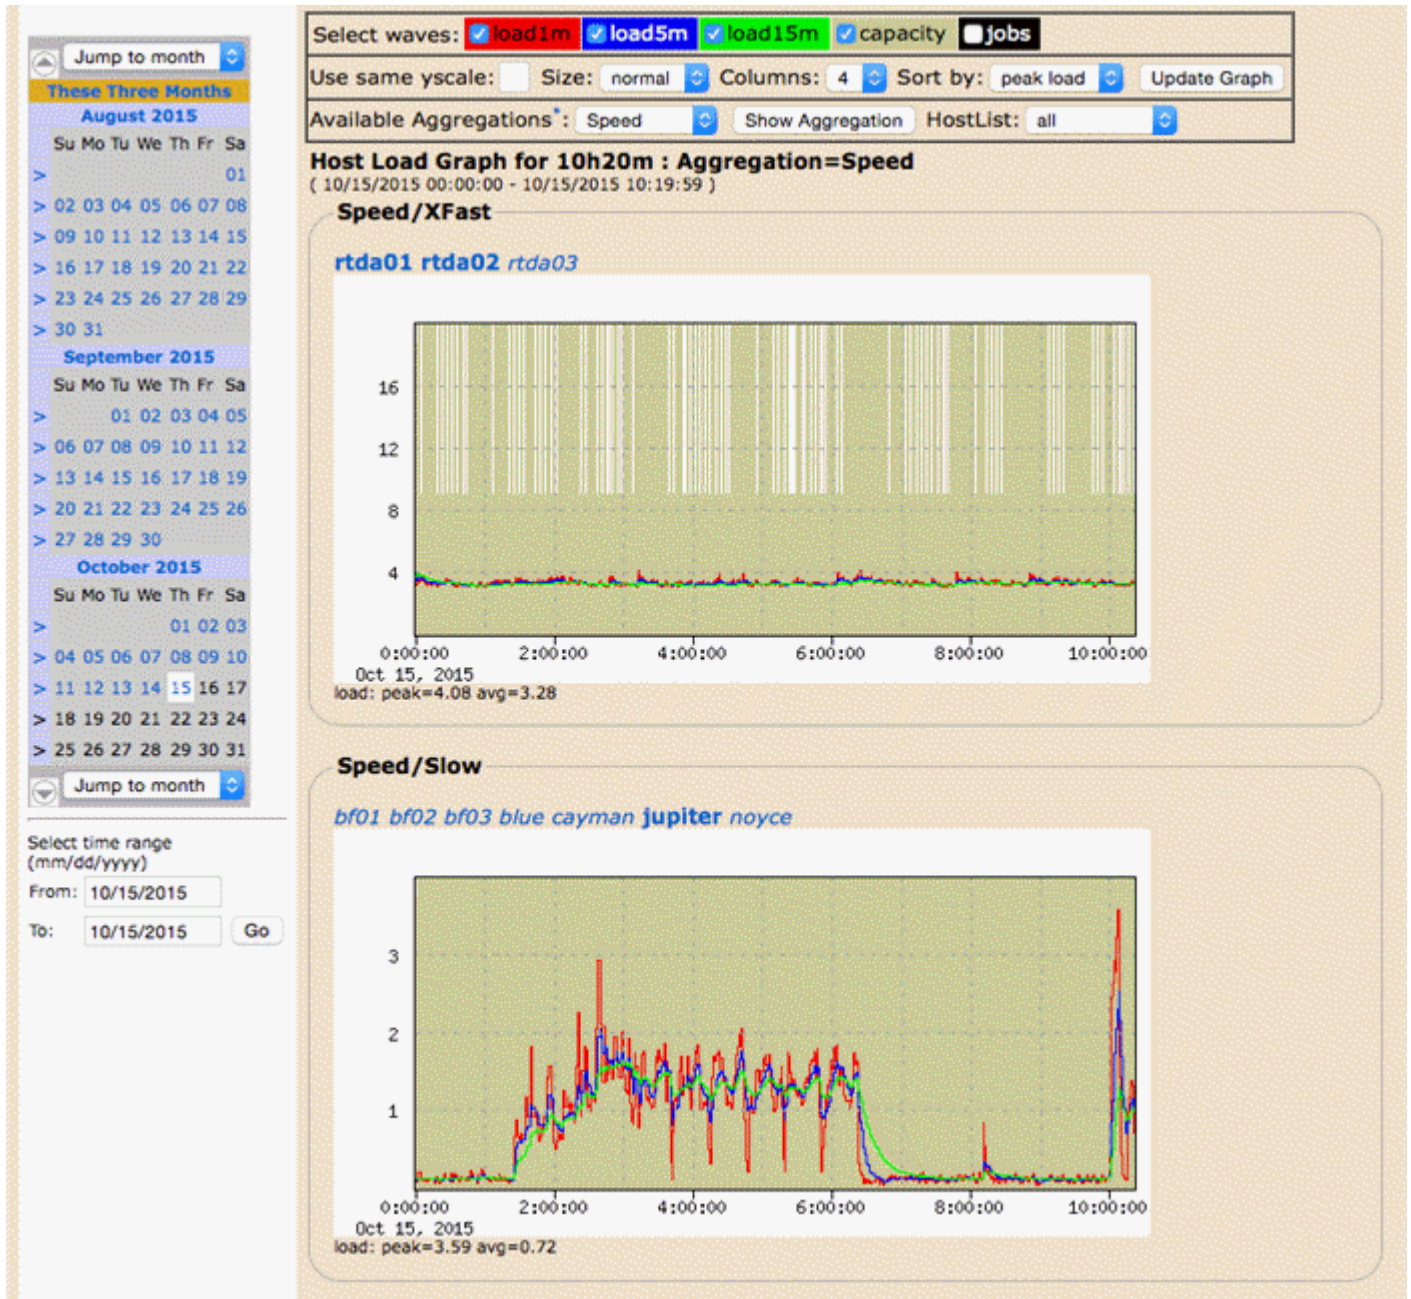 Jump to month
These Three Months
August 2015
Su Mo Tu We Th Fr Sa
> 01
> 02 03 04 05 06 07 08
> 09 10 11 12 13 14 15
> 16 17 18 19 20 21 22
> 23 24 25 26 27 28 29
> 30 31
September 2015
Su Mo Tu We Th Fr Sa
> 01 02 03 04 05
> 06 07 08 09 10 11 12
> 13 14 15 16 17 18 19
> 20 21 22 23 24 25 26
> 27 28 29 30
October 2015
Su Mo Tu We Th Fr Sa
> 01 02 03
> 04 05 06 07 08 09 10
> 11 12 13 14 15 16 17
> 18 19 20 21 22 23 24
> 25 26 27 28 29 30 31
Jump to month
Select time range
(mm/dd/yyyy)
From: 10/15/2015
To: 10/15/2015 Go
Select waves: load1m load5m load15m capacity jobs
Use same yscale: Size: normal Columns: 4 Sort by: peak load Update Graph
Available Aggregations*: Speed Show Aggregation HostList: all
Host Load Graph for 10h20m : Aggregation=Speed
( 10/15/2015 00:00:00 - 10/15/2015 10:19:59 )
Speed/XFast
rtda01 rtda02 rtda03
16
12
8
4
0:00:00 2:00:00 4:00:00 6:00:00 8:00:00 10:00:00
Oct 15, 2015
load: peak=4.08 avg=3.28
Speed/Slow
bf01 bf02 bf03 blue cayman jupiter noyce
3
2
1
0:00:00 2:00:00 4:00:00 6:00:00 8:00:00 10:00:00
Oct 15, 2015
load: peak=3.59 avg=0.72